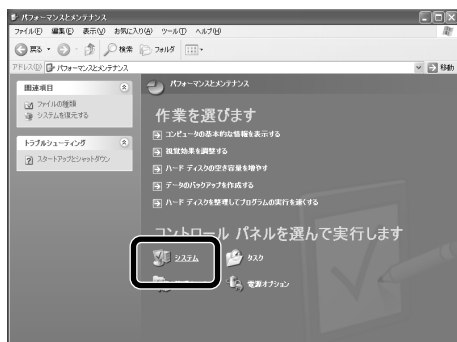 パフォーマンスとメンテナンス
ファイル(F) 編集(E) 表示(V) お気に入り(A) ツール(T) ヘルプ(H)
戻る 検索 フォルダ
アドレス(D) パフォーマンスとメンテナンス 移動
関連項目
ファイルの種類
システムを復元する
トラブルシューティング
スタートアップとシャットダウン
パフォーマンスとメンテナンス
作業を選びます
コンピュータの基本的な情報を表示する
視覚効果を調整する
ハード ディスクの空き容量を増やす
データのバックアップを作成する
ハード ディスクを整理してプログラムの実行を速くする
コントロール パネルを選んで実行します
システム タスク
電源オプション